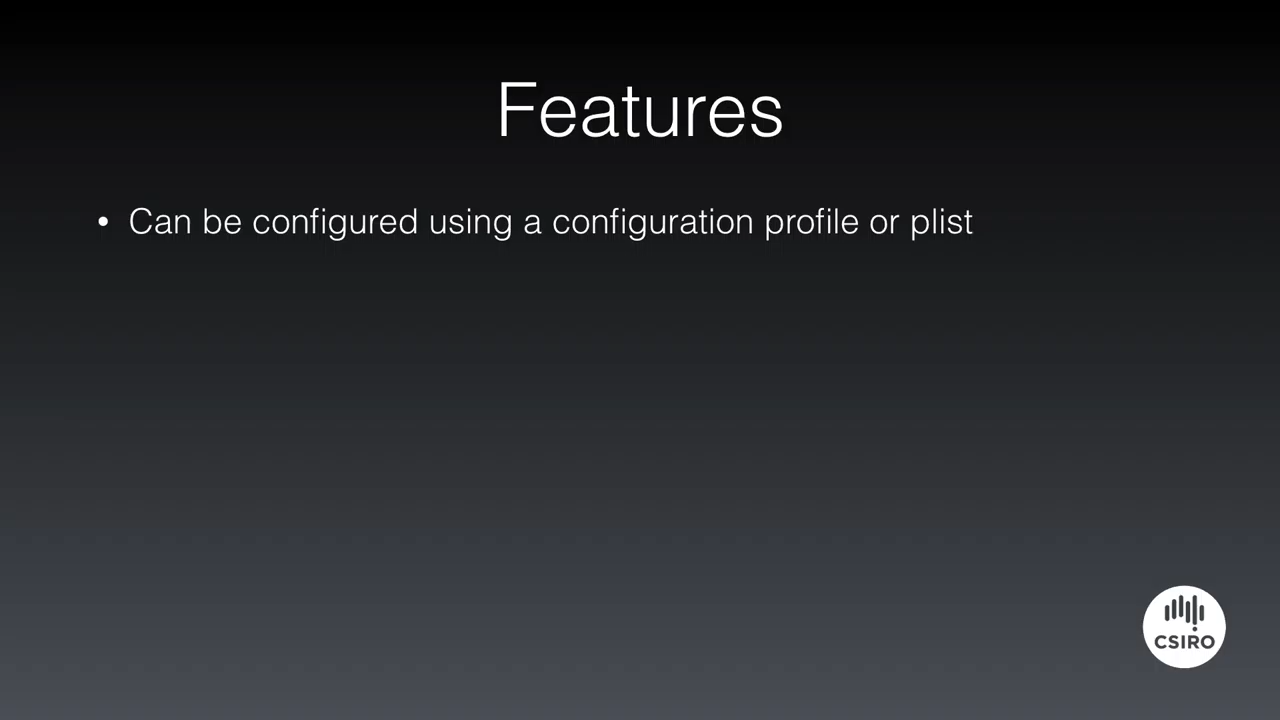 Features
• Can be configured using a configuration profile or plist
CSIRO